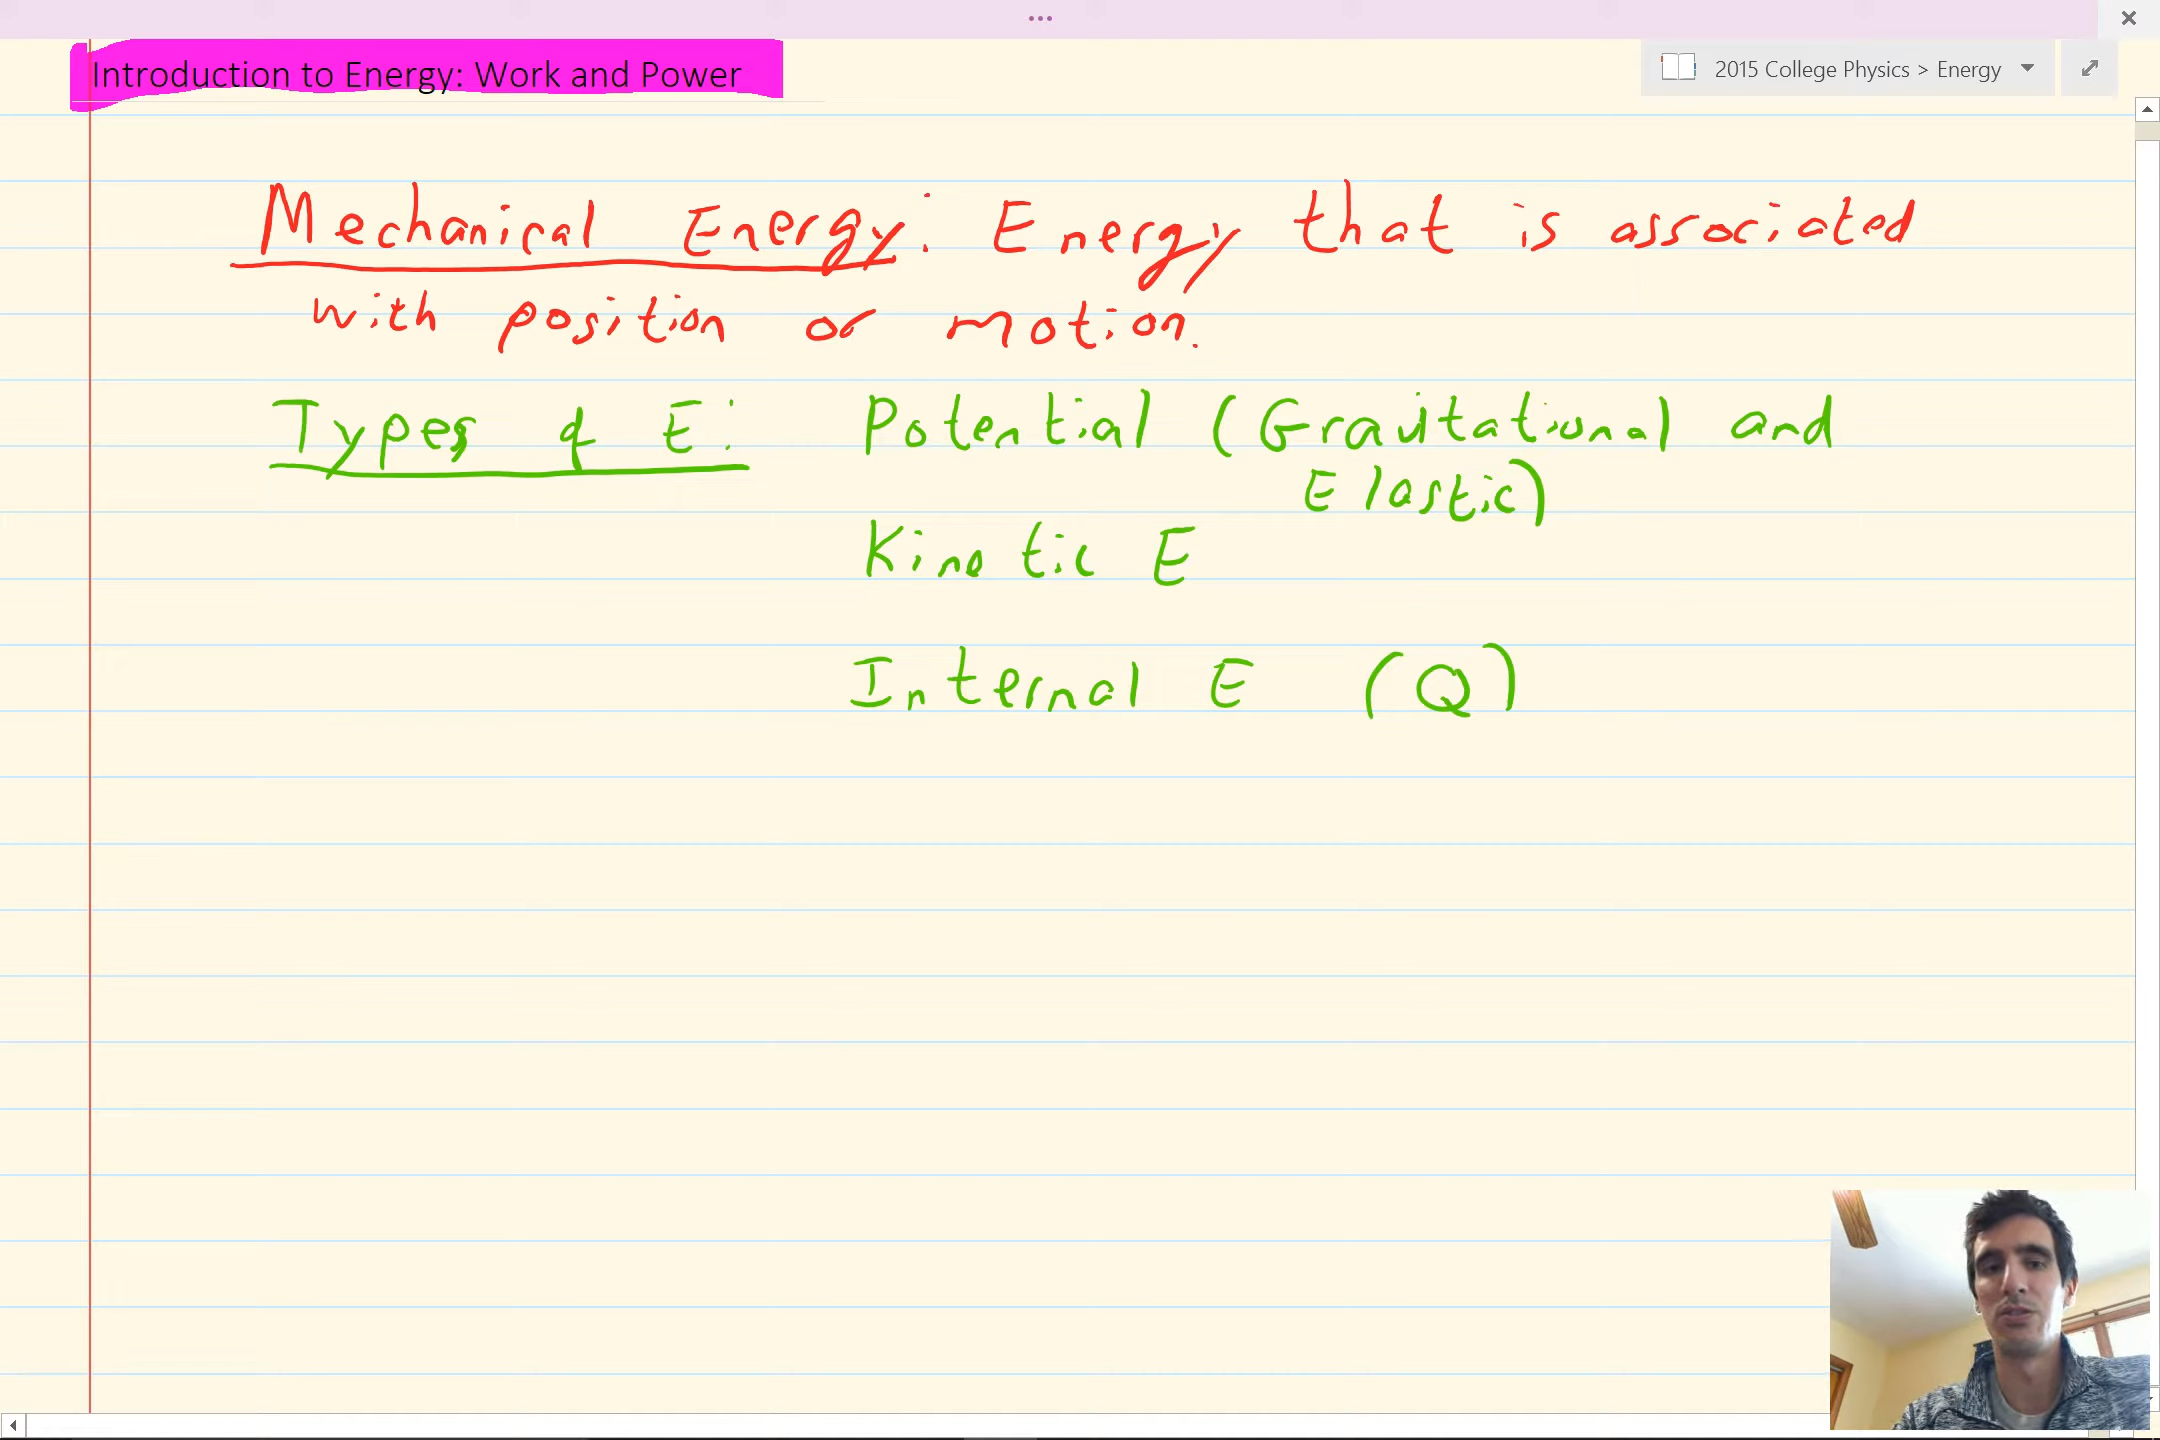 Introduction to Energy: Work and Power
2015 College Physics > Energy
Mechanical Energy: Energy that is associated
with position or motion.
Types of E: Potential (Gravitational and
Elastic)
Kinetic E
Internal E (Q)